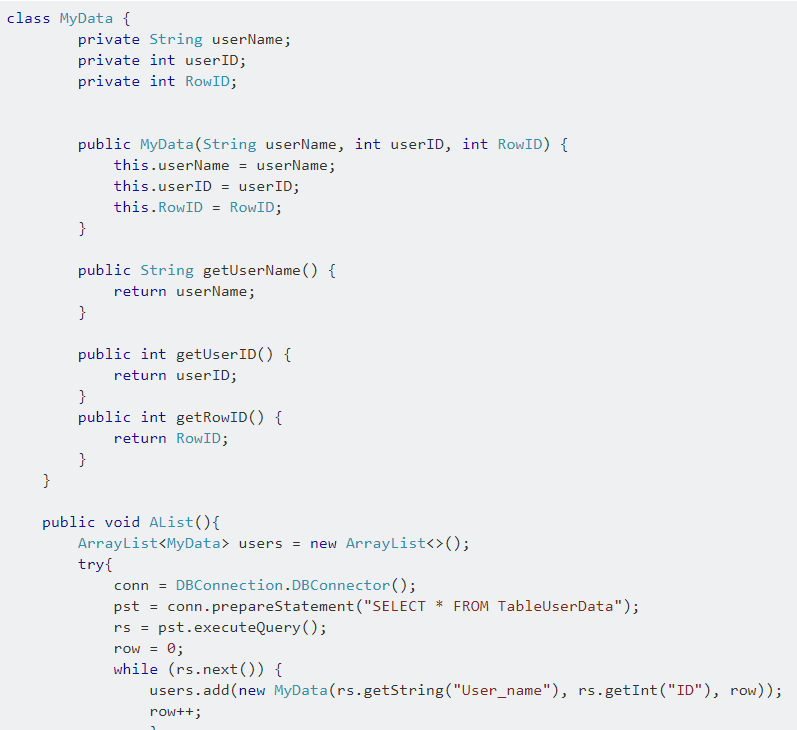 class MyData {
        private String userName;
        private int userID;
        private int RowID;


        public MyData(String userName, int userID, int RowID) {
            this.userName = userName;
            this.userID = userID;
            this.RowID = RowID;
        }

        public String getUserName() {
            return userName;
        }

        public int getUserID() {
            return userID;
        }
        public int getRowID() {
            return RowID;
        }
    }

    public void AList(){
        ArrayList<MyData> users = new ArrayList<>();
        try{
            conn = DBConnection.DBConnector();
            pst = conn.prepareStatement("SELECT * FROM TableUserData");
            rs = pst.executeQuery();
            row = 0;
            while (rs.next()) {
                users.add(new MyData(rs.getString("User_name"), rs.getInt("ID"), row));
                row++;
                }